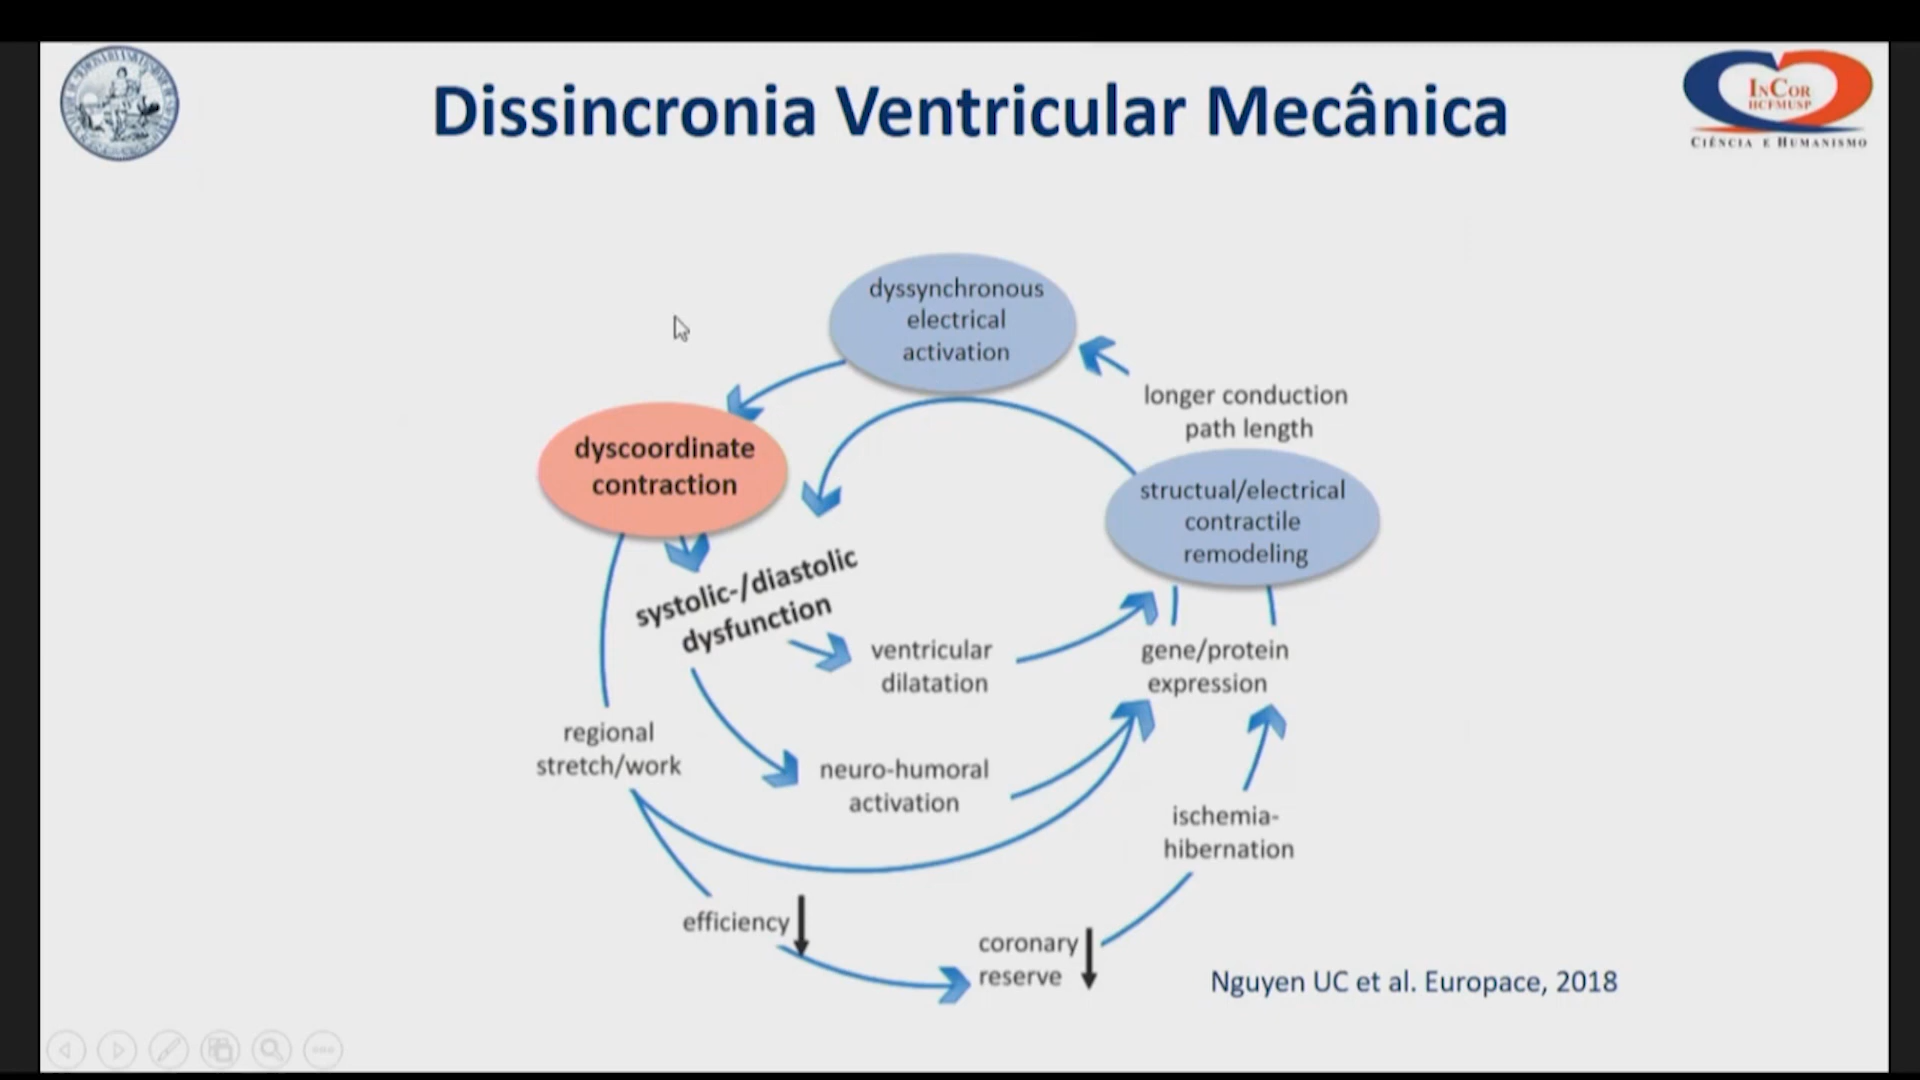 Dissincronia Ventricular Mecânica
INCOR
HCFMUSP
CIÊNCIA E HUMANISMO
dyssynchronous
electrical
activation
longer conduction
path length
dyscoordinate
contraction
structual/electrical
contractile
remodeling
systolic-/diastolic
dysfunction
ventricular
dilatation
gene/protein
expression
regional
stretch/work
neuro-humoral
activation
ischemia-
hibernation
efficiency
coronary
reserve
Nguyen UC et al. Europace, 2018